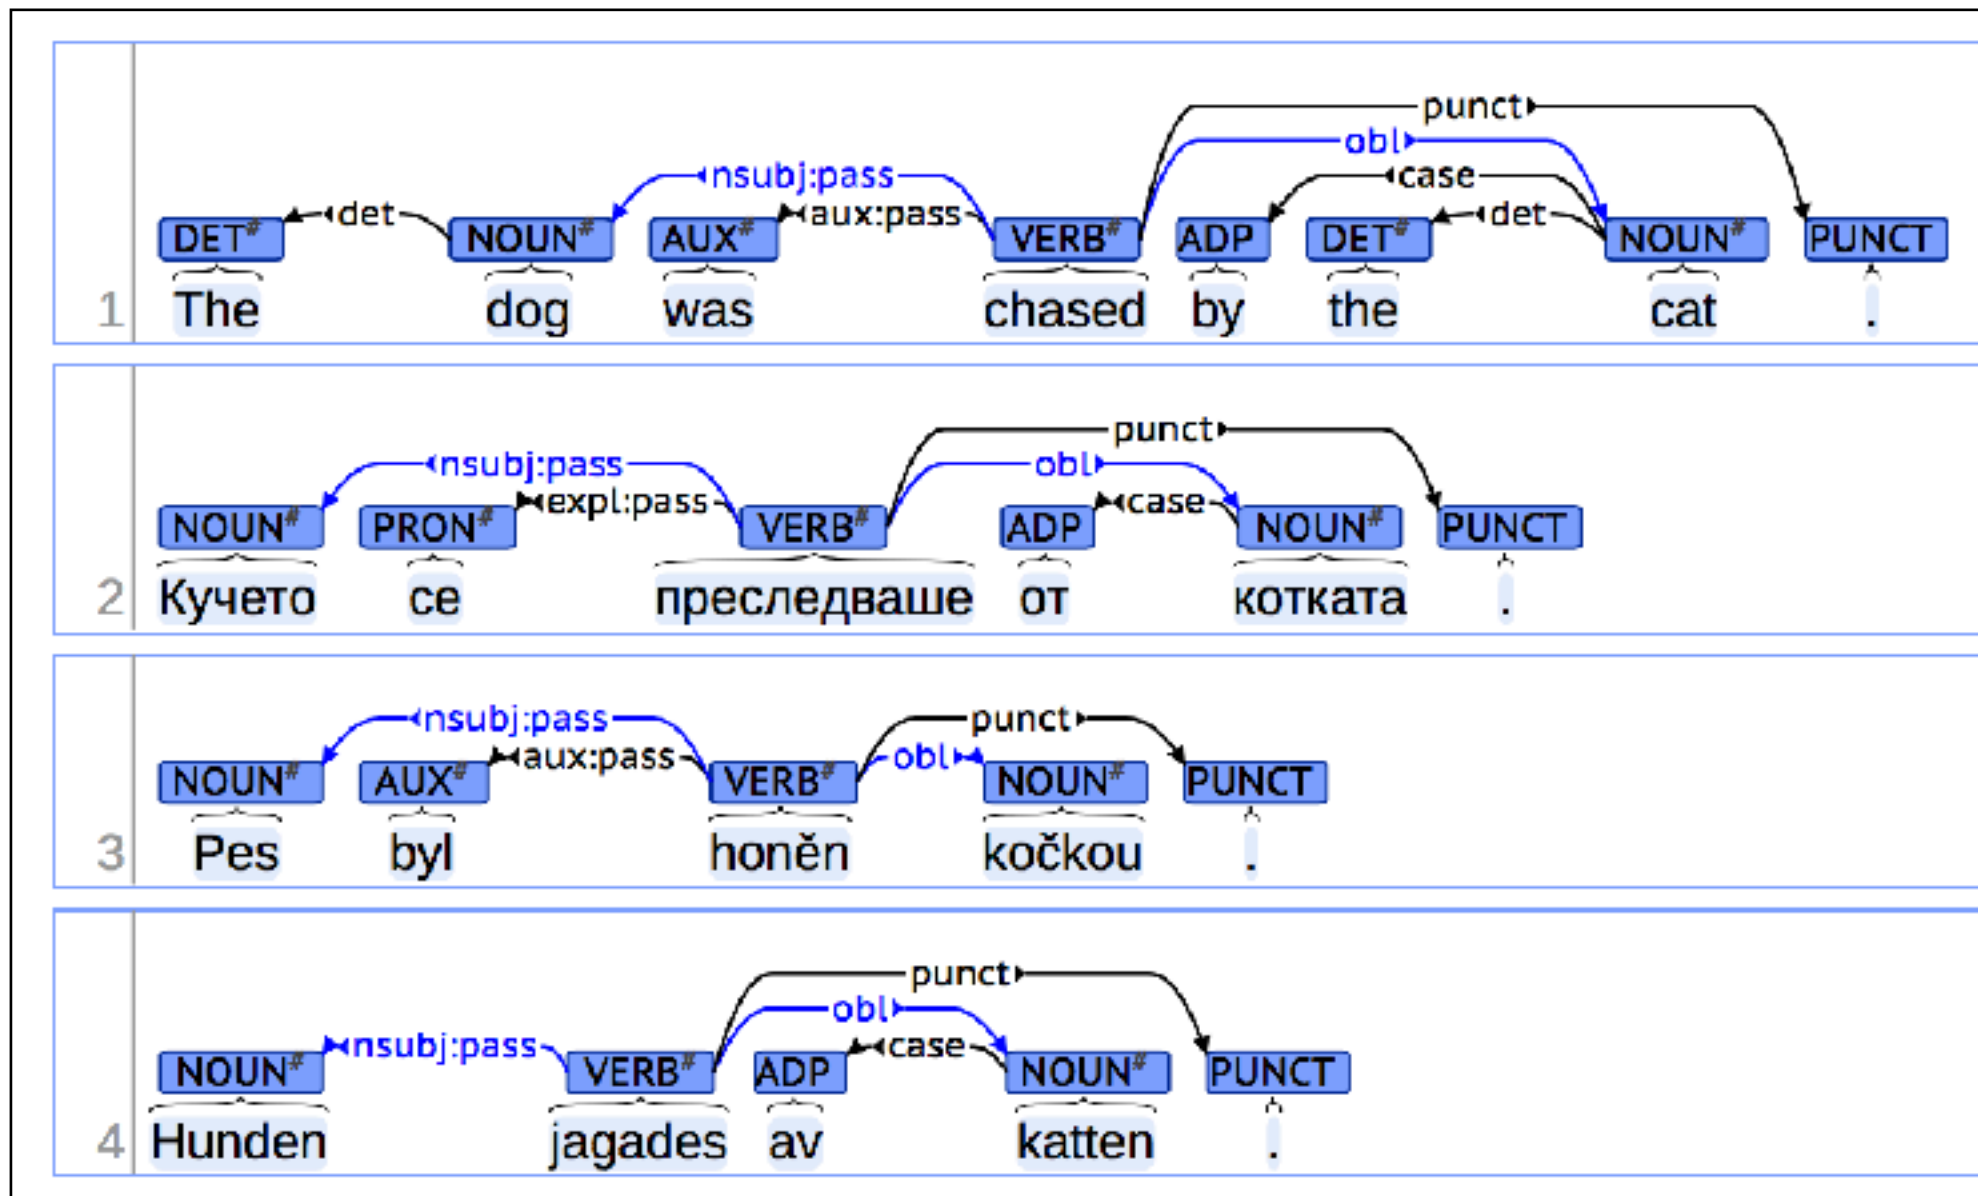 punct
obl
nsubj:pass case
det aux:pass det
DET# NOUN# AUX# VERB# ADP DET# NOUN# PUNCT
1 The dog was chased by the cat .
punct
nsubj:pass obl
expl:pass case
NOUN# PRON# VERB# ADP NOUN# PUNCT
2 Кучето се преследваше от котката .
nsubj:pass punct
aux:pass obl
NOUN# AUX# VERB# NOUN# PUNCT
3 Pes byl honěn kočkou .
punct
obl
nsubj:pass case
NOUN# VERB# ADP NOUN# PUNCT
4 Hunden jagades av katten .